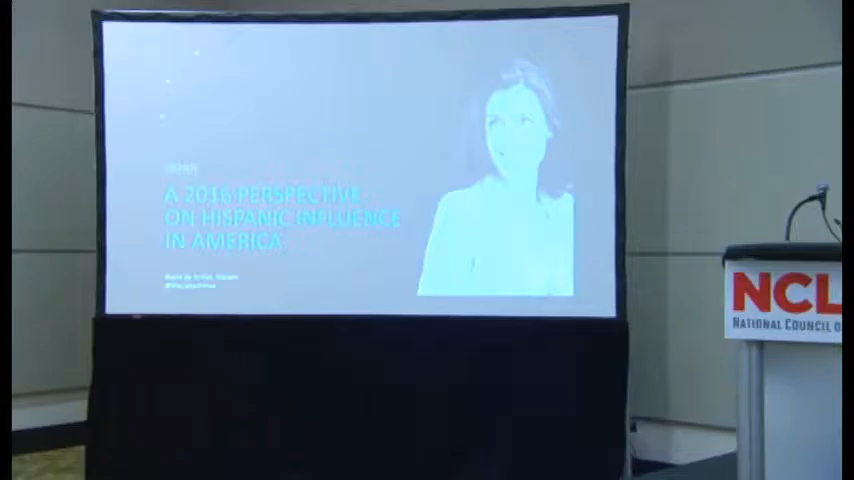 A 2016 PERSPECTIVE
ON HISPANIC INFLUENCE
IN AMERICA
NCL
NATIONAL COUNCIL O